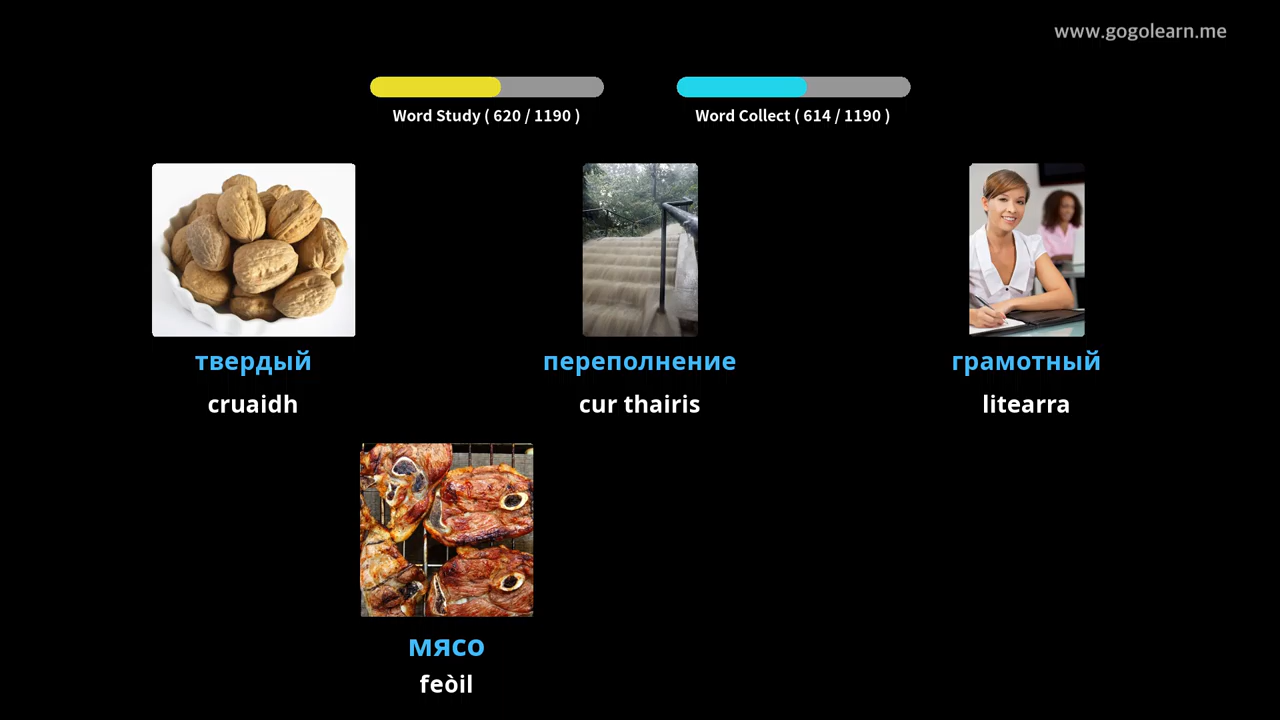 www.gogolearn.me
Word Study ( 620 / 1190 )
Word Collect ( 614 / 1190 )
твердый
cruaidh
переполнение
cur thairis
грамотный
litearra
мясо
feòil